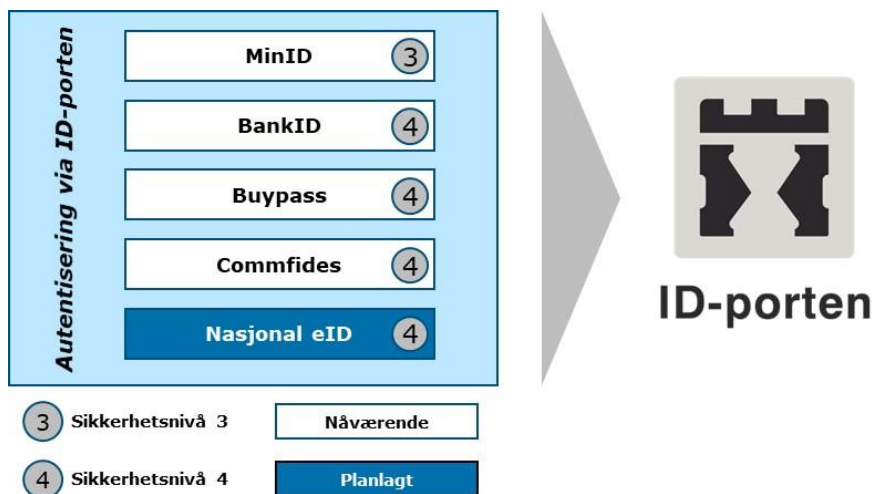 Autentisering via ID-porten
MinID 3
BankID 4
Buypass 4
Commfides 4
Nasjonal eID 4
ID-porten
3 Sikkerhetsnivå 3 Nåværende
4 Sikkerhetsnivå 4 Planlagt